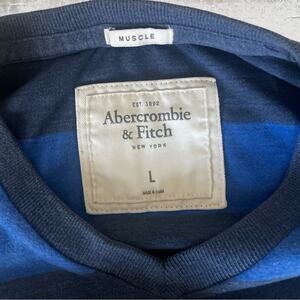 MUSCLE
EST. 1892
Abercrombie
& Fitch
NEW YORK
L